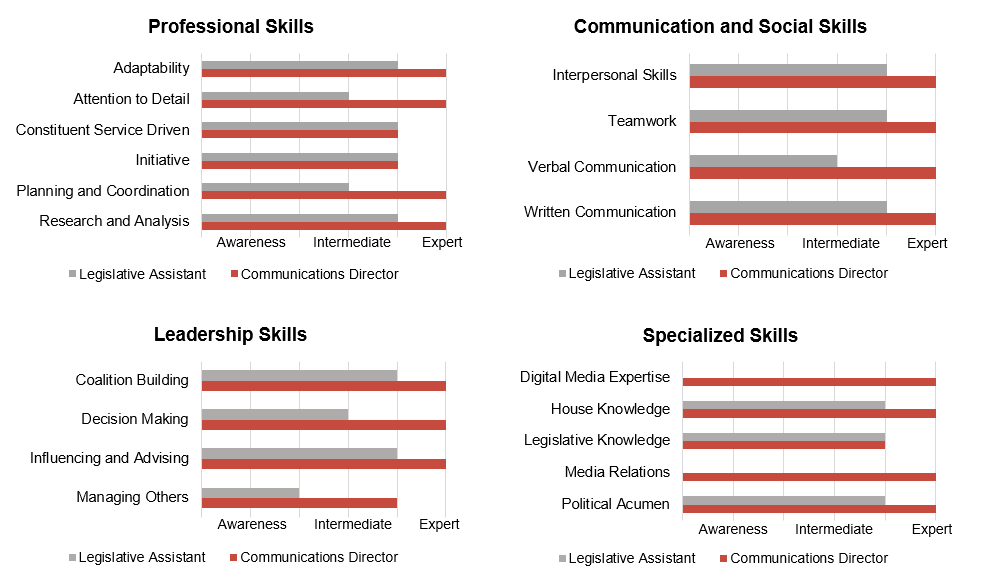 Professional Skills
Adaptability
Attention to Detail
Constituent Service Driven
Initiative
Planning and Coordination
Research and Analysis
Awareness Intermediate Expert
Legislative Assistant Communications Director
Communication and Social Skills
Interpersonal Skills
Teamwork
Verbal Communication
Written Communication
Awareness Intermediate Expert
Legislative Assistant Communications Director
Leadership Skills
Coalition Building
Decision Making
Influencing and Advising
Managing Others
Awareness Intermediate Expert
Legislative Assistant Communications Director
Specialized Skills
Digital Media Expertise
House Knowledge
Legislative Knowledge
Media Relations
Political Acumen
Awareness Intermediate Expert
Legislative Assistant Communications Director